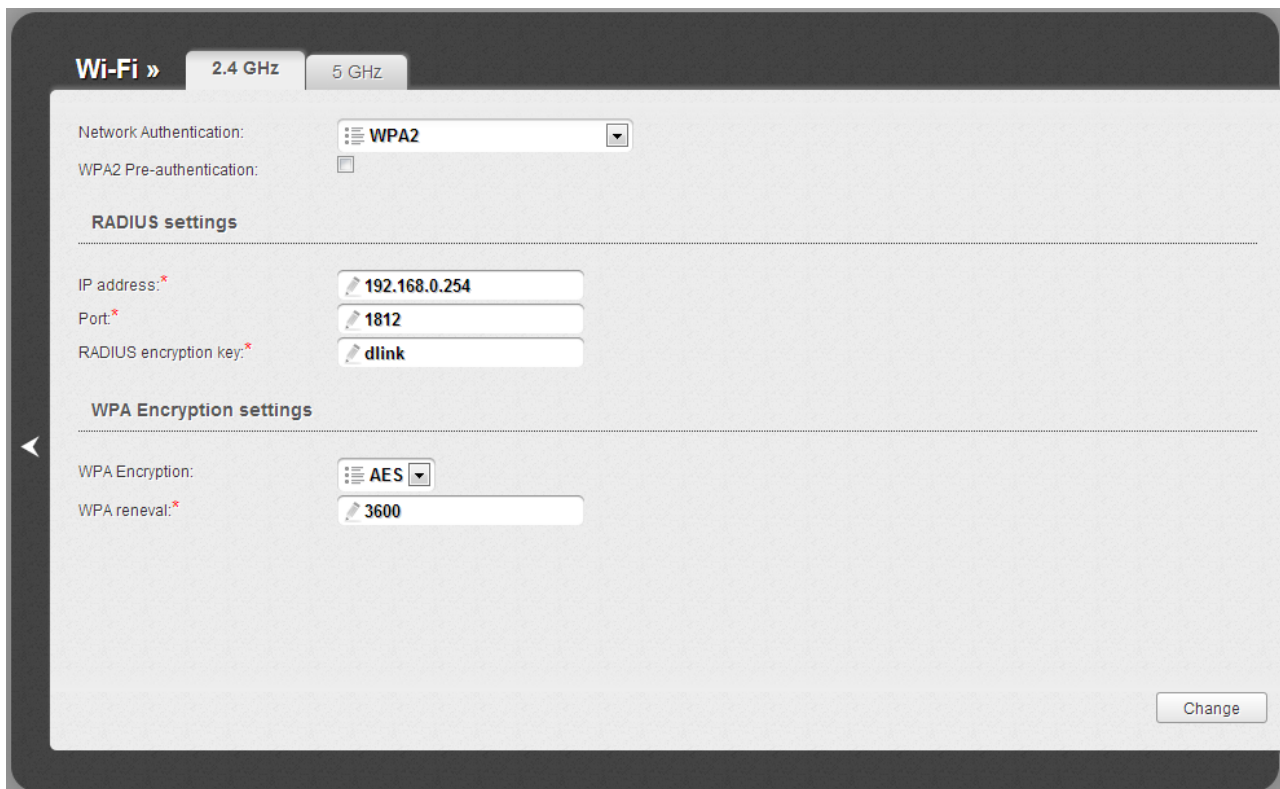 Wi-Fi » 2.4 GHz 5 GHz
Network Authentication: WPA2
WPA2 Pre-authentication:
RADIUS settings
IP address:* 192.168.0.254
Port:* 1812
RADIUS encryption key:* dlink
WPA Encryption settings
WPA Encryption: AES
WPA reneval:* 3600
Change